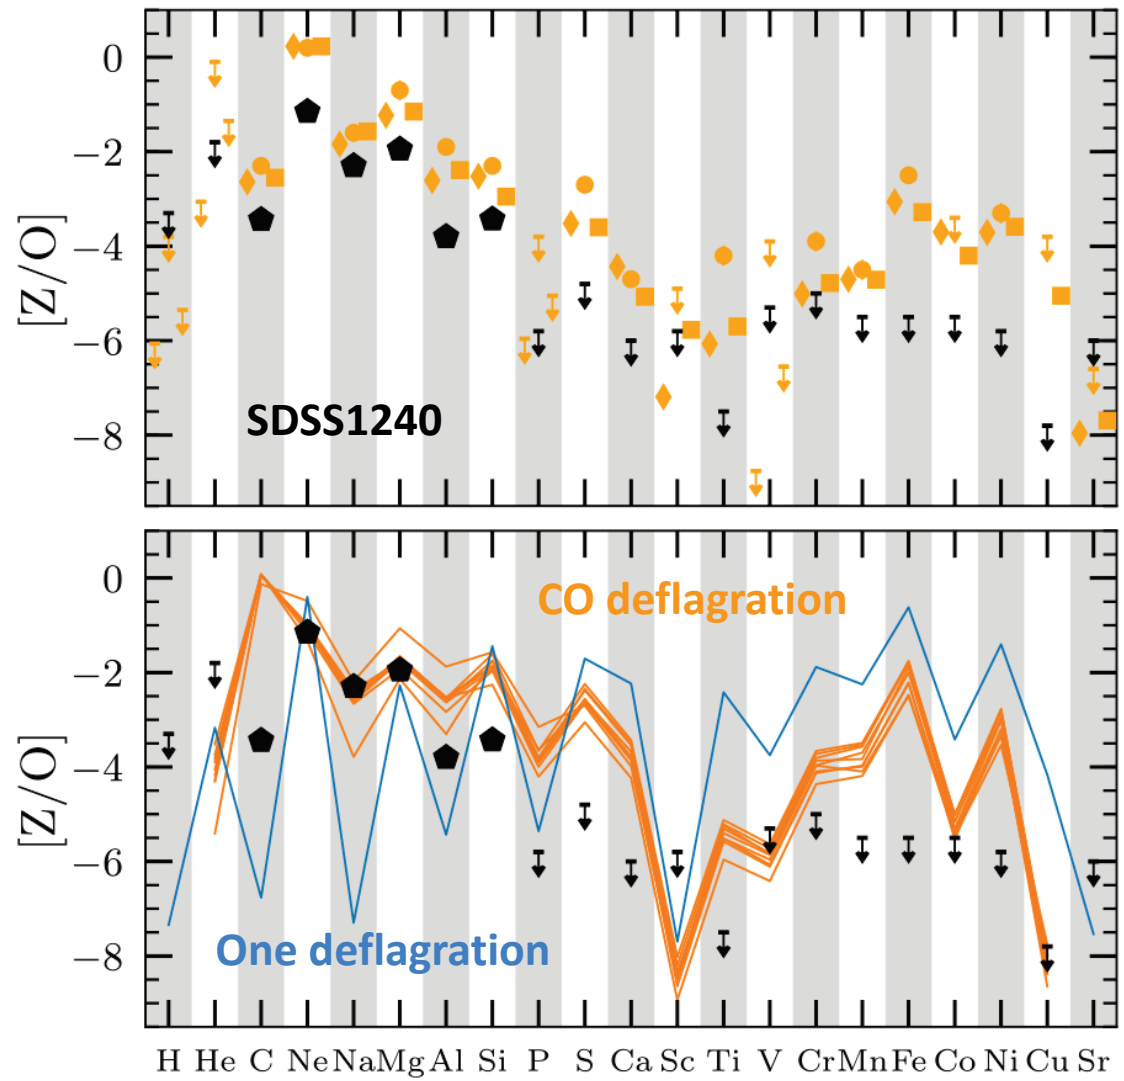 0
−2
−4
−6
−8
[Z/O]
SDSS1240
0
−2
−4
−6
−8
[Z/O]
CO deflagration
One deflagration
H He C Ne Na Mg Al Si P S Ca Sc Ti V Cr Mn Fe Co Ni Cu Sr